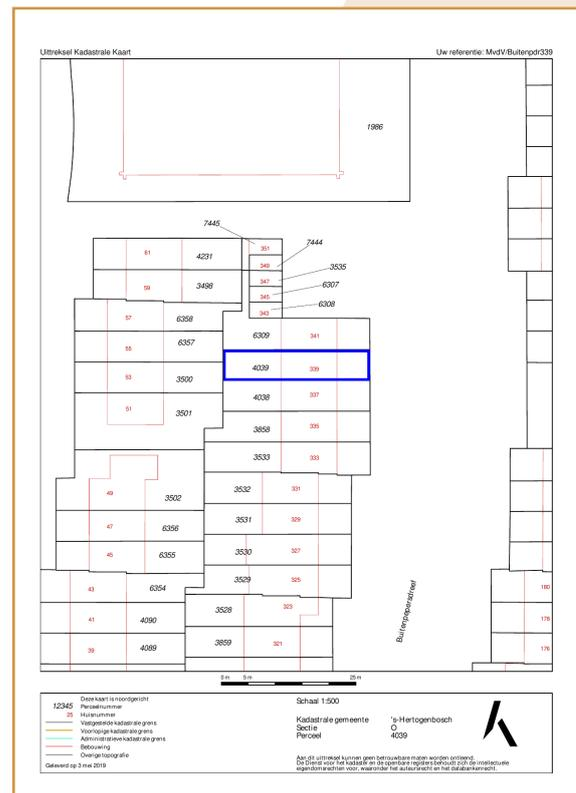 Uittreksel Kadastrale Kaart
Uw referentie: MvdV/Buitenpdr339
1986
7445
351
7444
61
4231
349
347
3535
59
3498
345
6307
343
6308
57
6358
6309
341
55
6357
4039
339
53
3500
4038
337
51
3501
3858
335
3533
333
49
3502
3532
331
47
6356
3531
329
45
6355
3530
327
3529
325
43
6354
3528
323
41
4090
3859
321
39
4089
Buitenpepersdreef
180
178
176
0 m
5 m
25 m
Deze kaart is noordgericht
12345
Perceelnummer
25
Huisnummer
Vastgestelde kadastrale grens
Voorlopige kadastrale grens
Administratieve kadastrale grens
Bebouwing
Overige topografie
Geleverd op 3 mei 2019
Schaal 1:500
Kadastrale gemeente
's-Hertogenbosch
Sectie
O
Perceel
4039
Aan dit uittreksel kunnen geen betrouwbare maten worden ontleend.
De Dienst voor het kadaster en de openbare registers behoudt zich de intellectuele
eigendomsrechten voor, waaronder het auteursrecht en het databankenrecht.